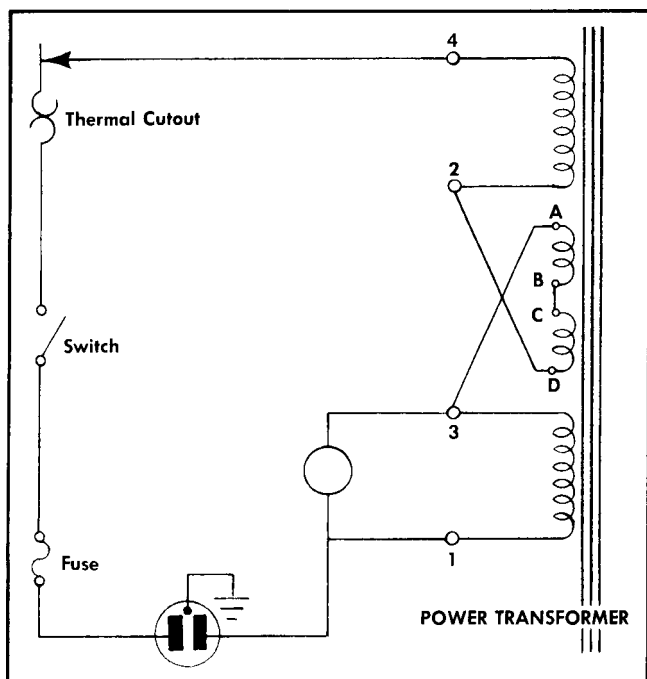 4
Thermal Cutout
2
A
B
C
Switch
D
3
Fuse
1
POWER TRANSFORMER